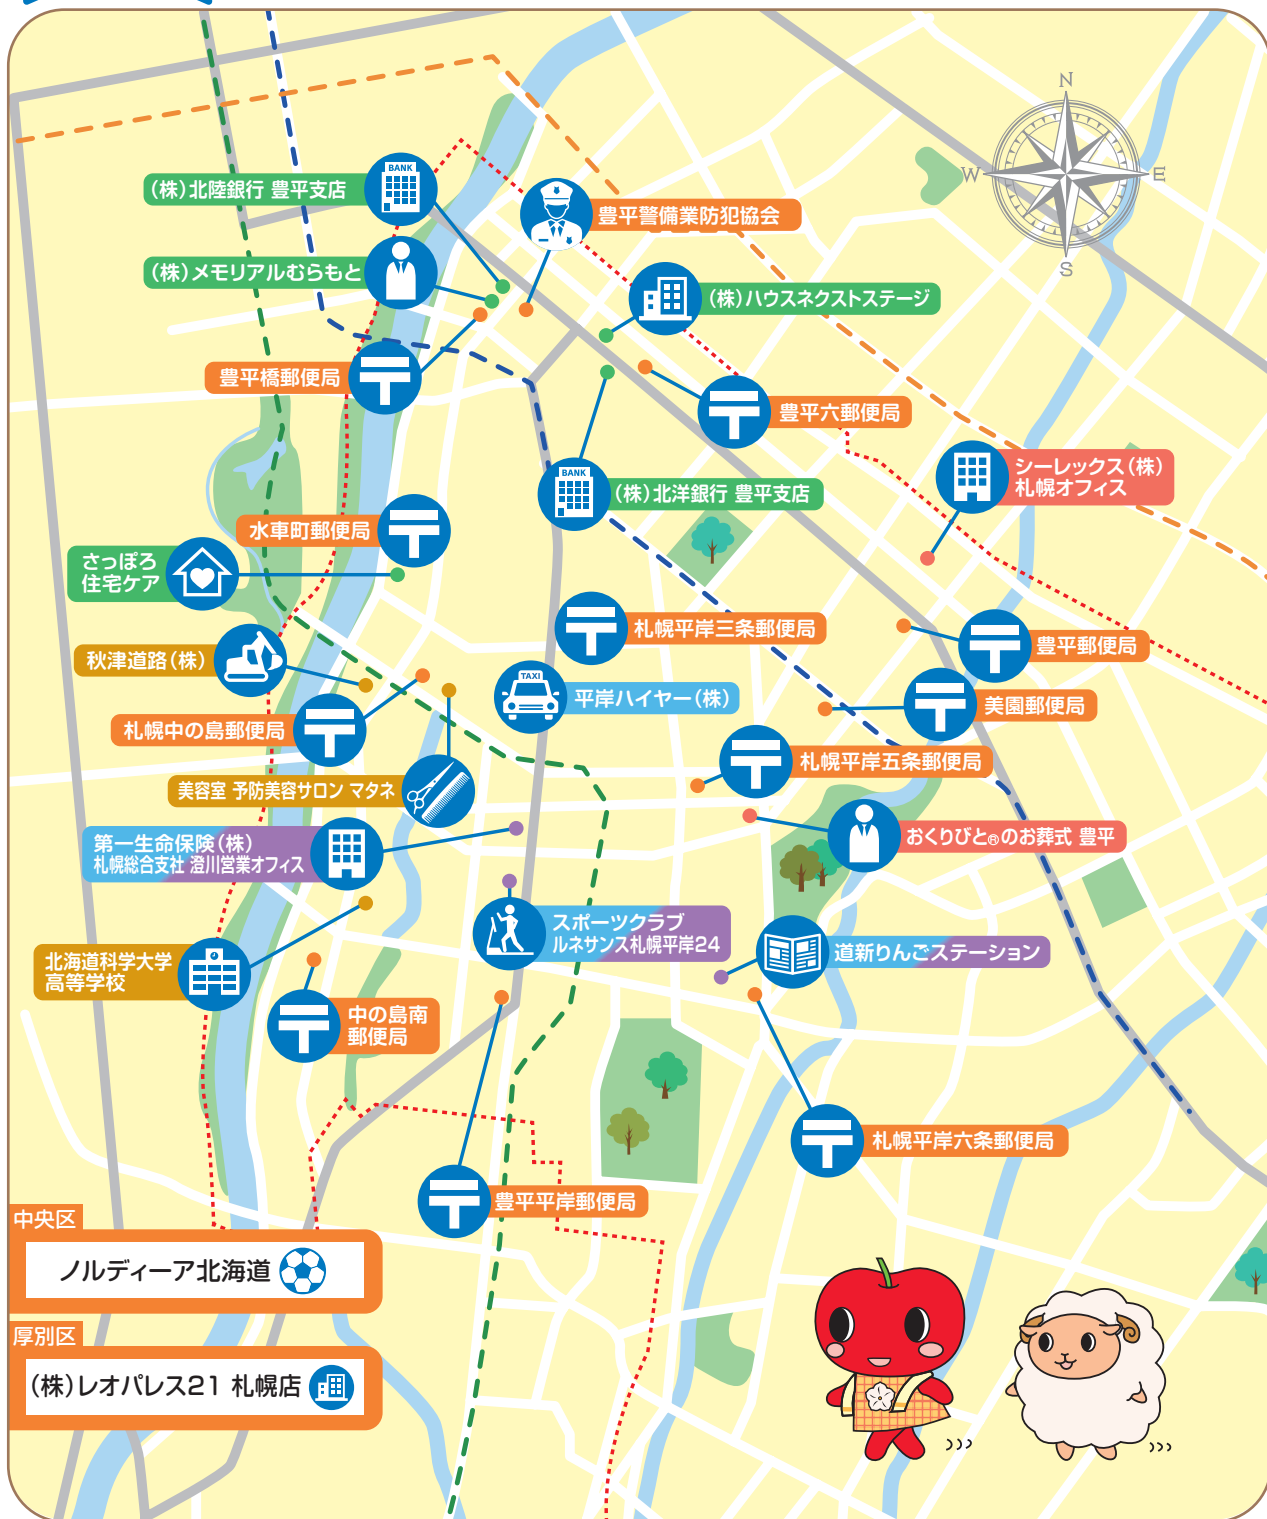 N
W
E
S
BANK
(株)北陸銀行 豊平支店
豊平警備業防犯協会
(株)メモリアルむらもと
(株)ハウスネクストステージ
豊平橋郵便局
豊平六郵便局
シーレックス(株)
札幌オフィス
BANK
(株)北洋銀行 豊平支店
水車町郵便局
さっぽろ
住宅ケア
札幌平岸三条郵便局
豊平郵便局
秋津道路(株)
TAXI
平岸ハイヤー(株)
美園郵便局
札幌中の島郵便局
札幌平岸五条郵便局
美容室 予防美容サロン マタネ
第一生命保険(株)
札幌総合支社 澄川営業オフィス
おくりびと®のお葬式 豊平
スポーツクラブ
ルネサンス札幌平岸24
道新りんごステーション
北海道科学大学
高等学校
中の島南
郵便局
札幌平岸六条郵便局
豊平平岸郵便局
中央区
ノルディーア北海道
厚別区
(株)レオパレス21 札幌店